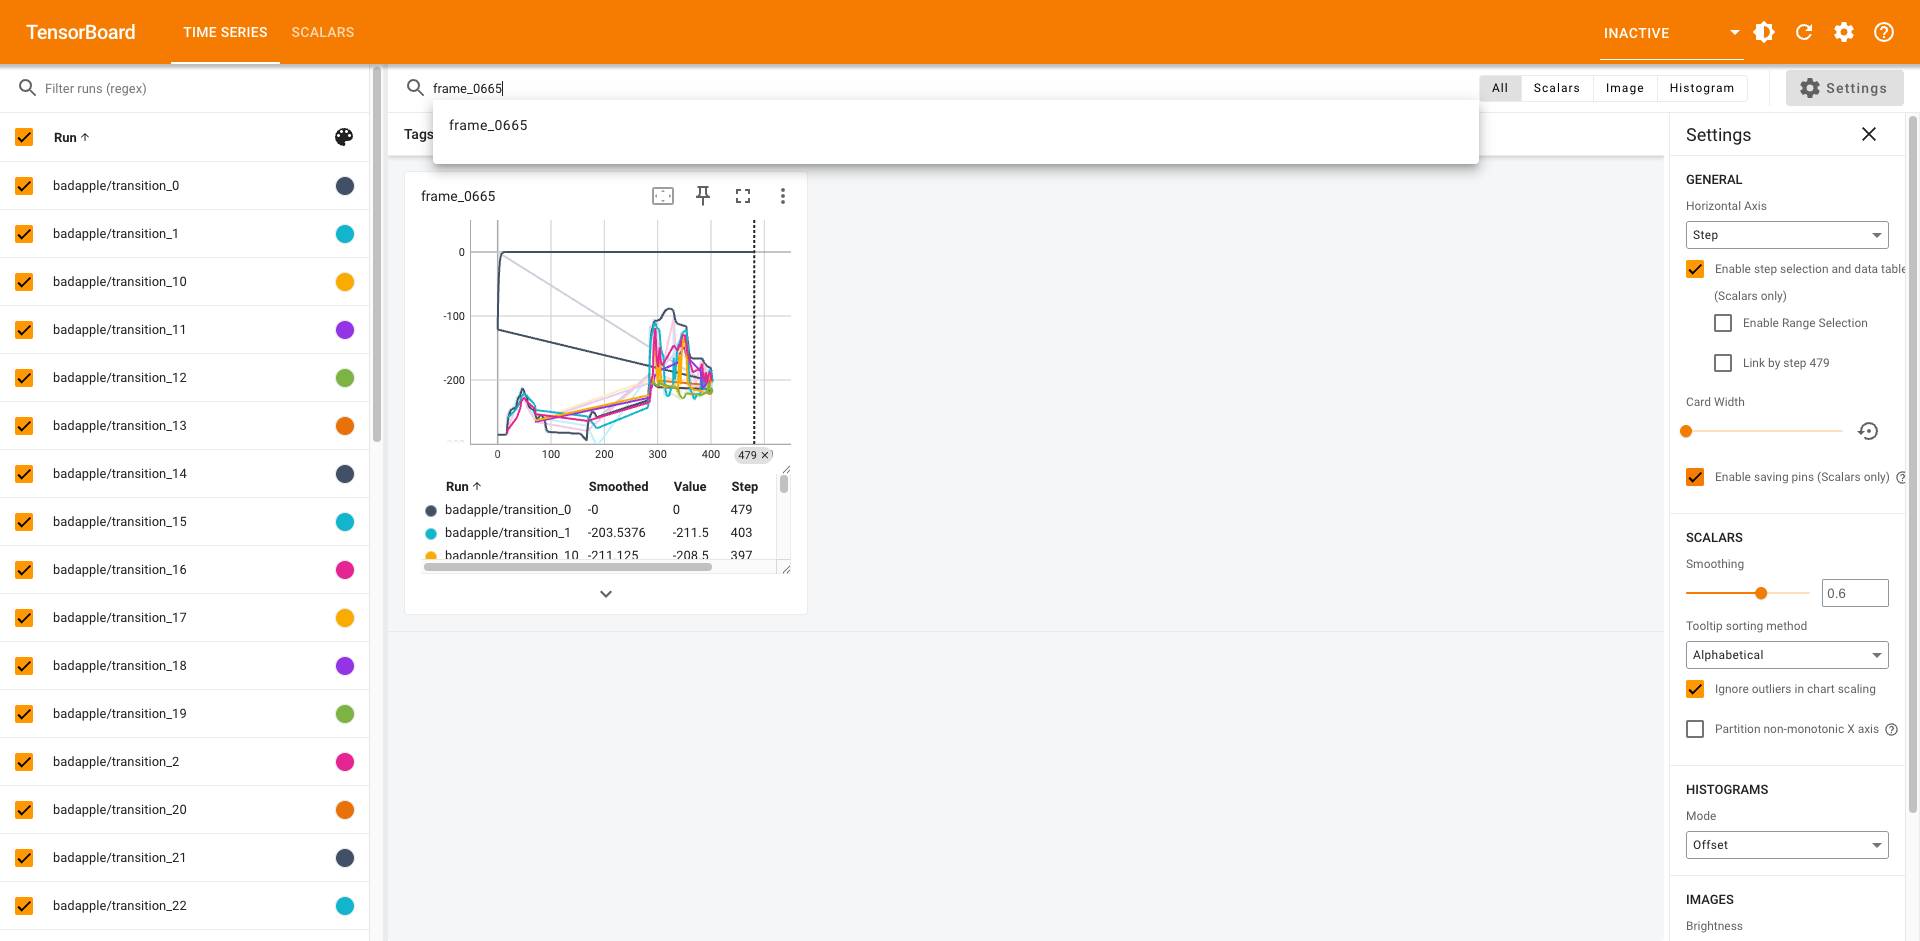 TensorBoard
TIME SERIES
SCALARS
INACTIVE
Filter runs (regex)
frame_0665
All
Scalars
Image
Histogram
Settings
frame_0665
Run
Tags
Settings
badapple/transition_0
badapple/transition_1
badapple/transition_10
badapple/transition_11
badapple/transition_12
badapple/transition_13
badapple/transition_14
badapple/transition_15
badapple/transition_16
badapple/transition_17
badapple/transition_18
badapple/transition_19
badapple/transition_2
badapple/transition_20
badapple/transition_21
badapple/transition_22
frame_0665
0
-100
-200
0 100 200 300 400 479
Run Smoothed Value Step
badapple/transition_0 -0 0 479
badapple/transition_1 -203.5376 -211.5 403
badapple/transition_10 -211.125 -208.5 397
GENERAL
Horizontal Axis
Step
Enable step selection and data table
(Scalars only)
Enable Range Selection
Link by step 479
Card Width
Enable saving pins (Scalars only)
SCALARS
Smoothing
0.6
Tooltip sorting method
Alphabetical
Ignore outliers in chart scaling
Partition non-monotonic X axis
HISTOGRAMS
Mode
Offset
IMAGES
Brightness